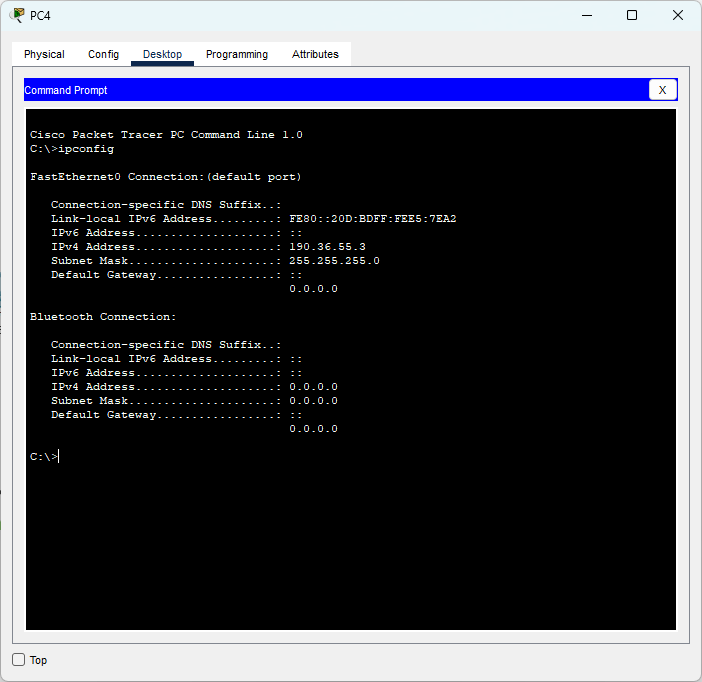 PC4
Physical Config Desktop Programming Attributes
Command Prompt X
Cisco Packet Tracer PC Command Line 1.0
C:\>ipconfig
FastEthernet0 Connection:(default port)
Connection-specific DNS Suffix..:
Link-local IPv6 Address.........: FE80::20D:BDFF:FEE5:7EA2
IPv6 Address....................: ::
IPv4 Address....................: 190.36.55.3
Subnet Mask.....................: 255.255.255.0
Default Gateway.................: ::
0.0.0.0
Bluetooth Connection:
Connection-specific DNS Suffix..:
Link-local IPv6 Address.........: ::
IPv6 Address....................: ::
IPv4 Address....................: 0.0.0.0
Subnet Mask.....................: 0.0.0.0
Default Gateway.................: ::
0.0.0.0
C:\>
Top